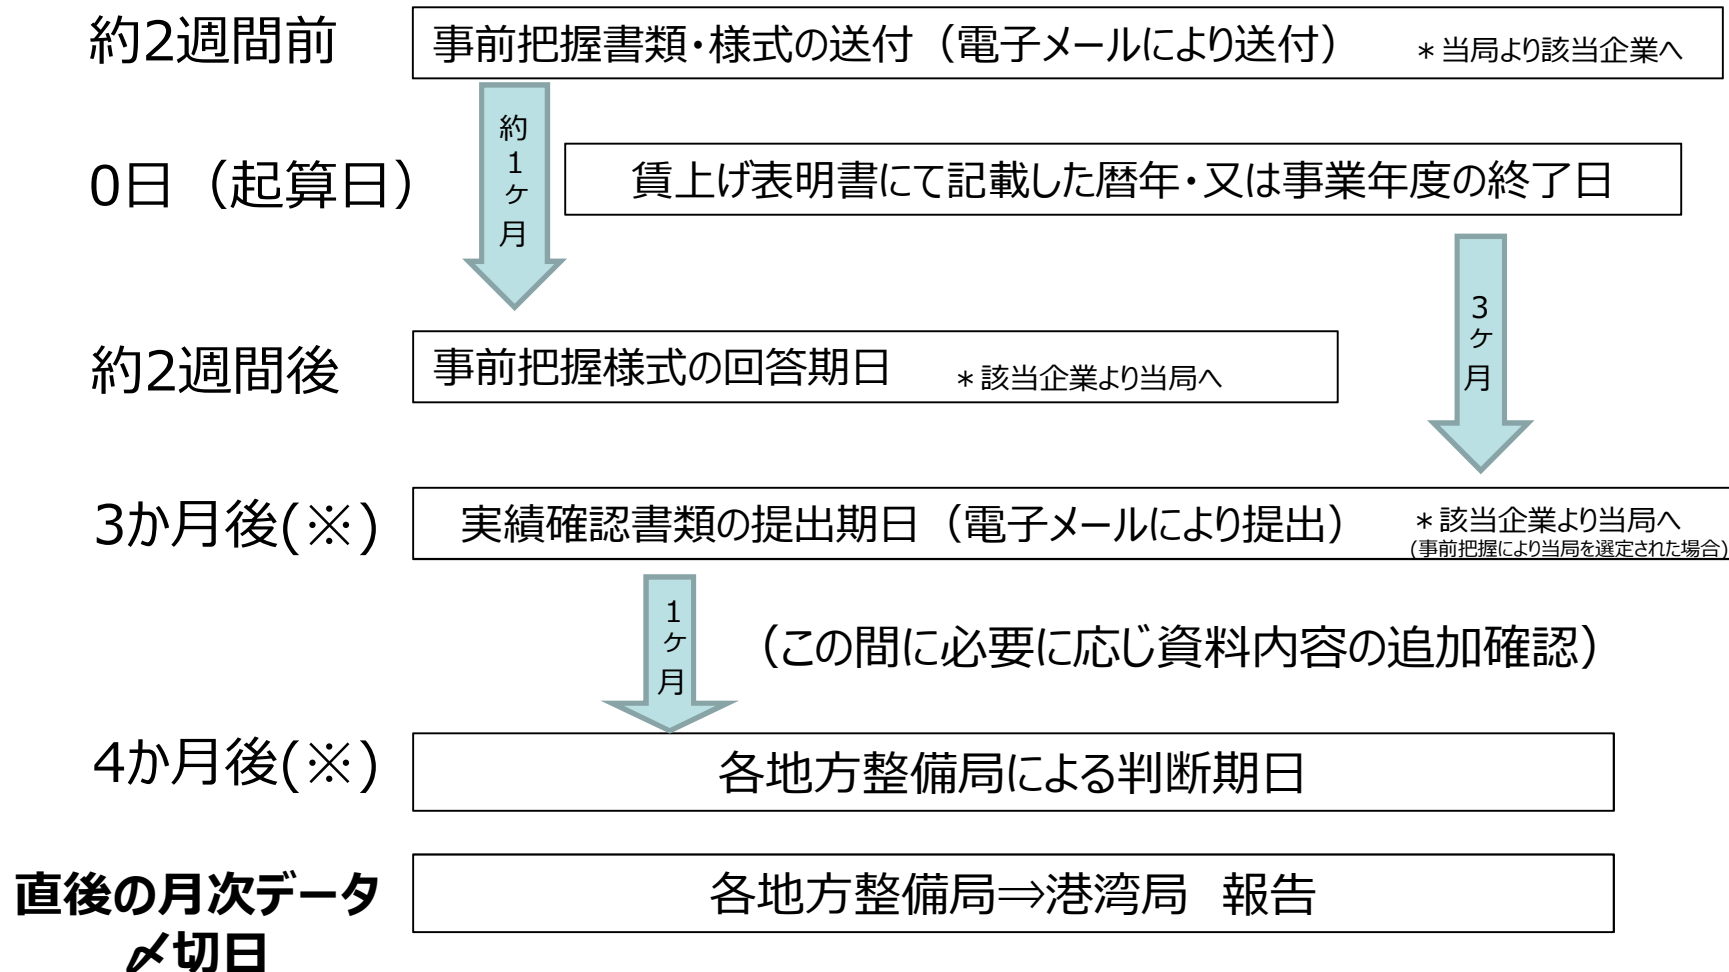 約2週間前
事前把握書類・様式の送付（電子メールにより送付）
＊当局より該当企業へ
約1ヶ月
0日（起算日）
賃上げ表明書にて記載した暦年・又は事業年度の終了日
3ヶ月
約2週間後
事前把握様式の回答期日
＊該当企業より当局へ
3か月後(※)
実績確認書類の提出期日（電子メールにより提出）
＊該当企業より当局へ
(事前把握により当局を選定された場合)
1ヶ月
（この間に必要に応じ資料内容の追加確認）
4か月後(※)
各地方整備局による判断期日
直後の月次データ
〆切日
各地方整備局⇒港湾局　報告